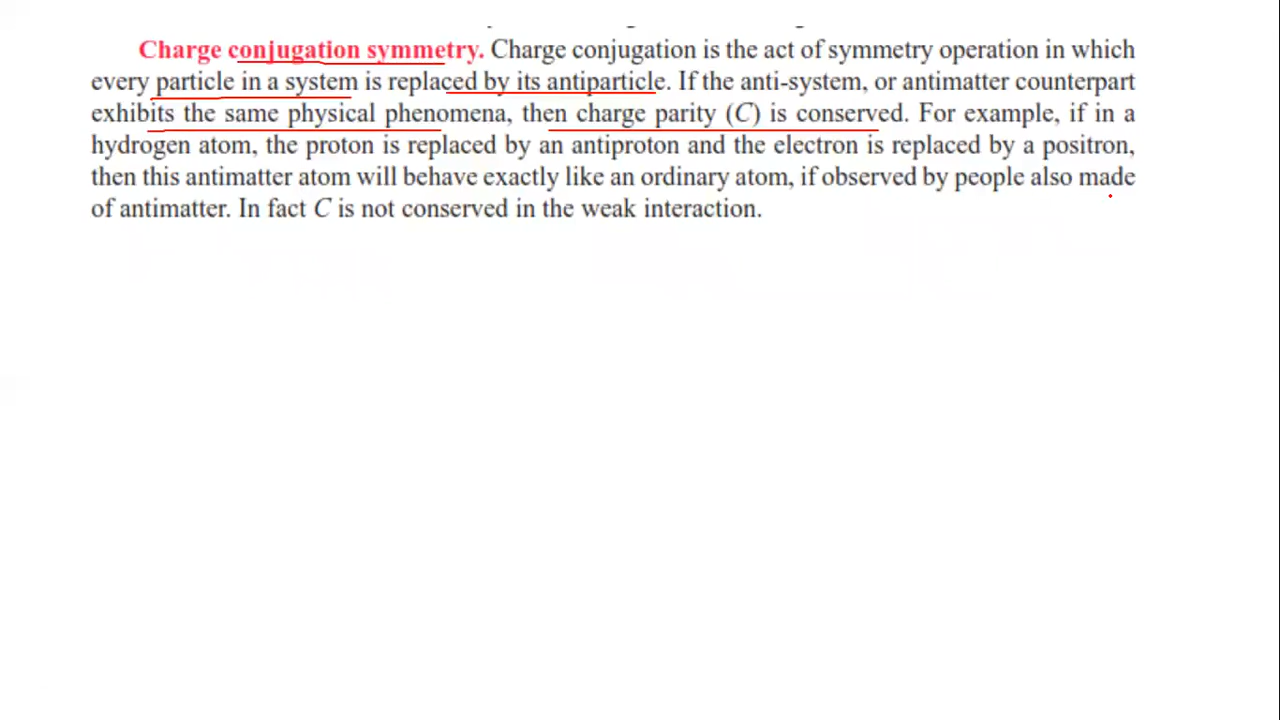 Charge conjugation symmetry. Charge conjugation is the act of symmetry operation in which
every particle in a system is replaced by its antiparticle. If the anti-system, or antimatter counterpart
exhibits the same physical phenomena, then charge parity (C) is conserved. For example, if in a
hydrogen atom, the proton is replaced by an antiproton and the electron is replaced by a positron,
then this antimatter atom will behave exactly like an ordinary atom, if observed by people also made
of antimatter. In fact C is not conserved in the weak interaction.